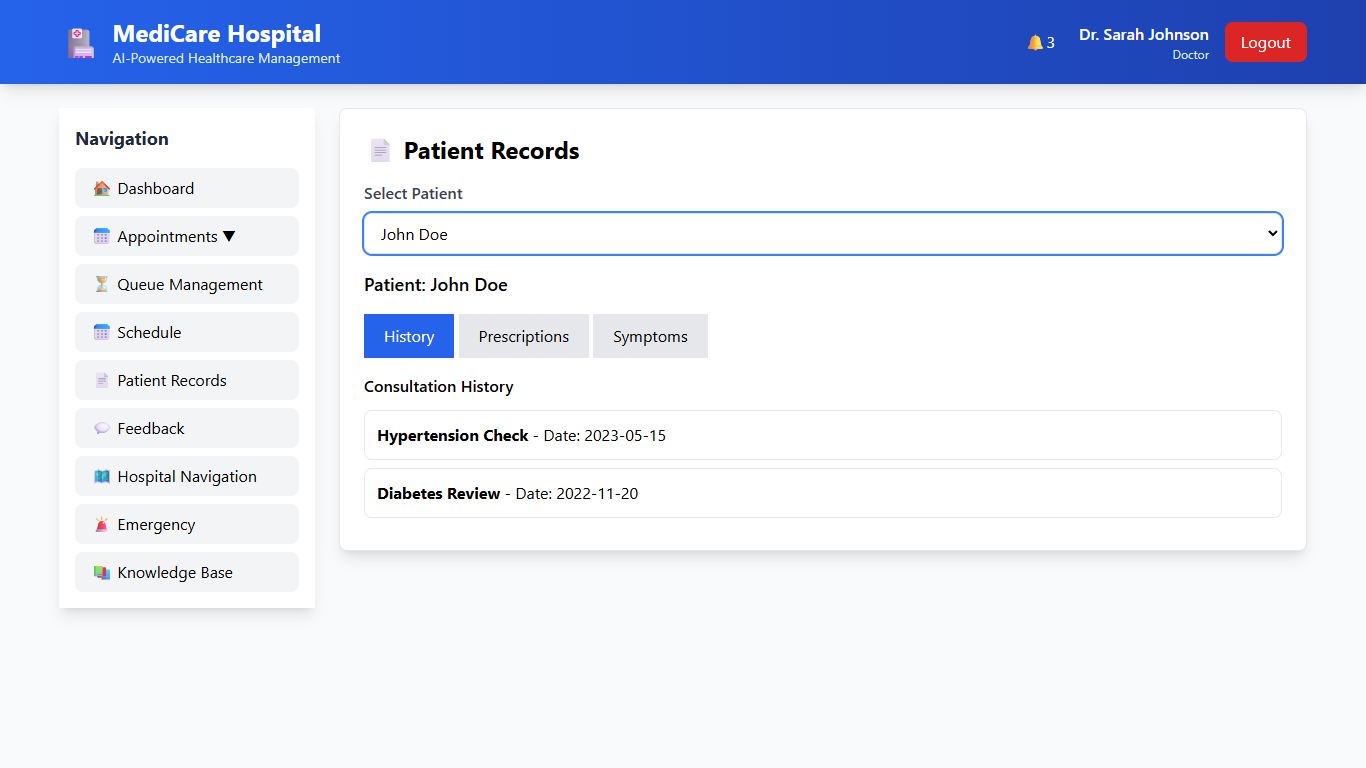 MediCare Hospital
AI-Powered Healthcare Management
3
Dr. Sarah Johnson
Doctor
Logout
Navigation
Dashboard
Appointments ▼
Queue Management
Schedule
Patient Records
Feedback
Hospital Navigation
Emergency
Knowledge Base
Patient Records
Select Patient
John Doe
Patient: John Doe
History
Prescriptions
Symptoms
Consultation History
Hypertension Check - Date: 2023-05-15
Diabetes Review - Date: 2022-11-20